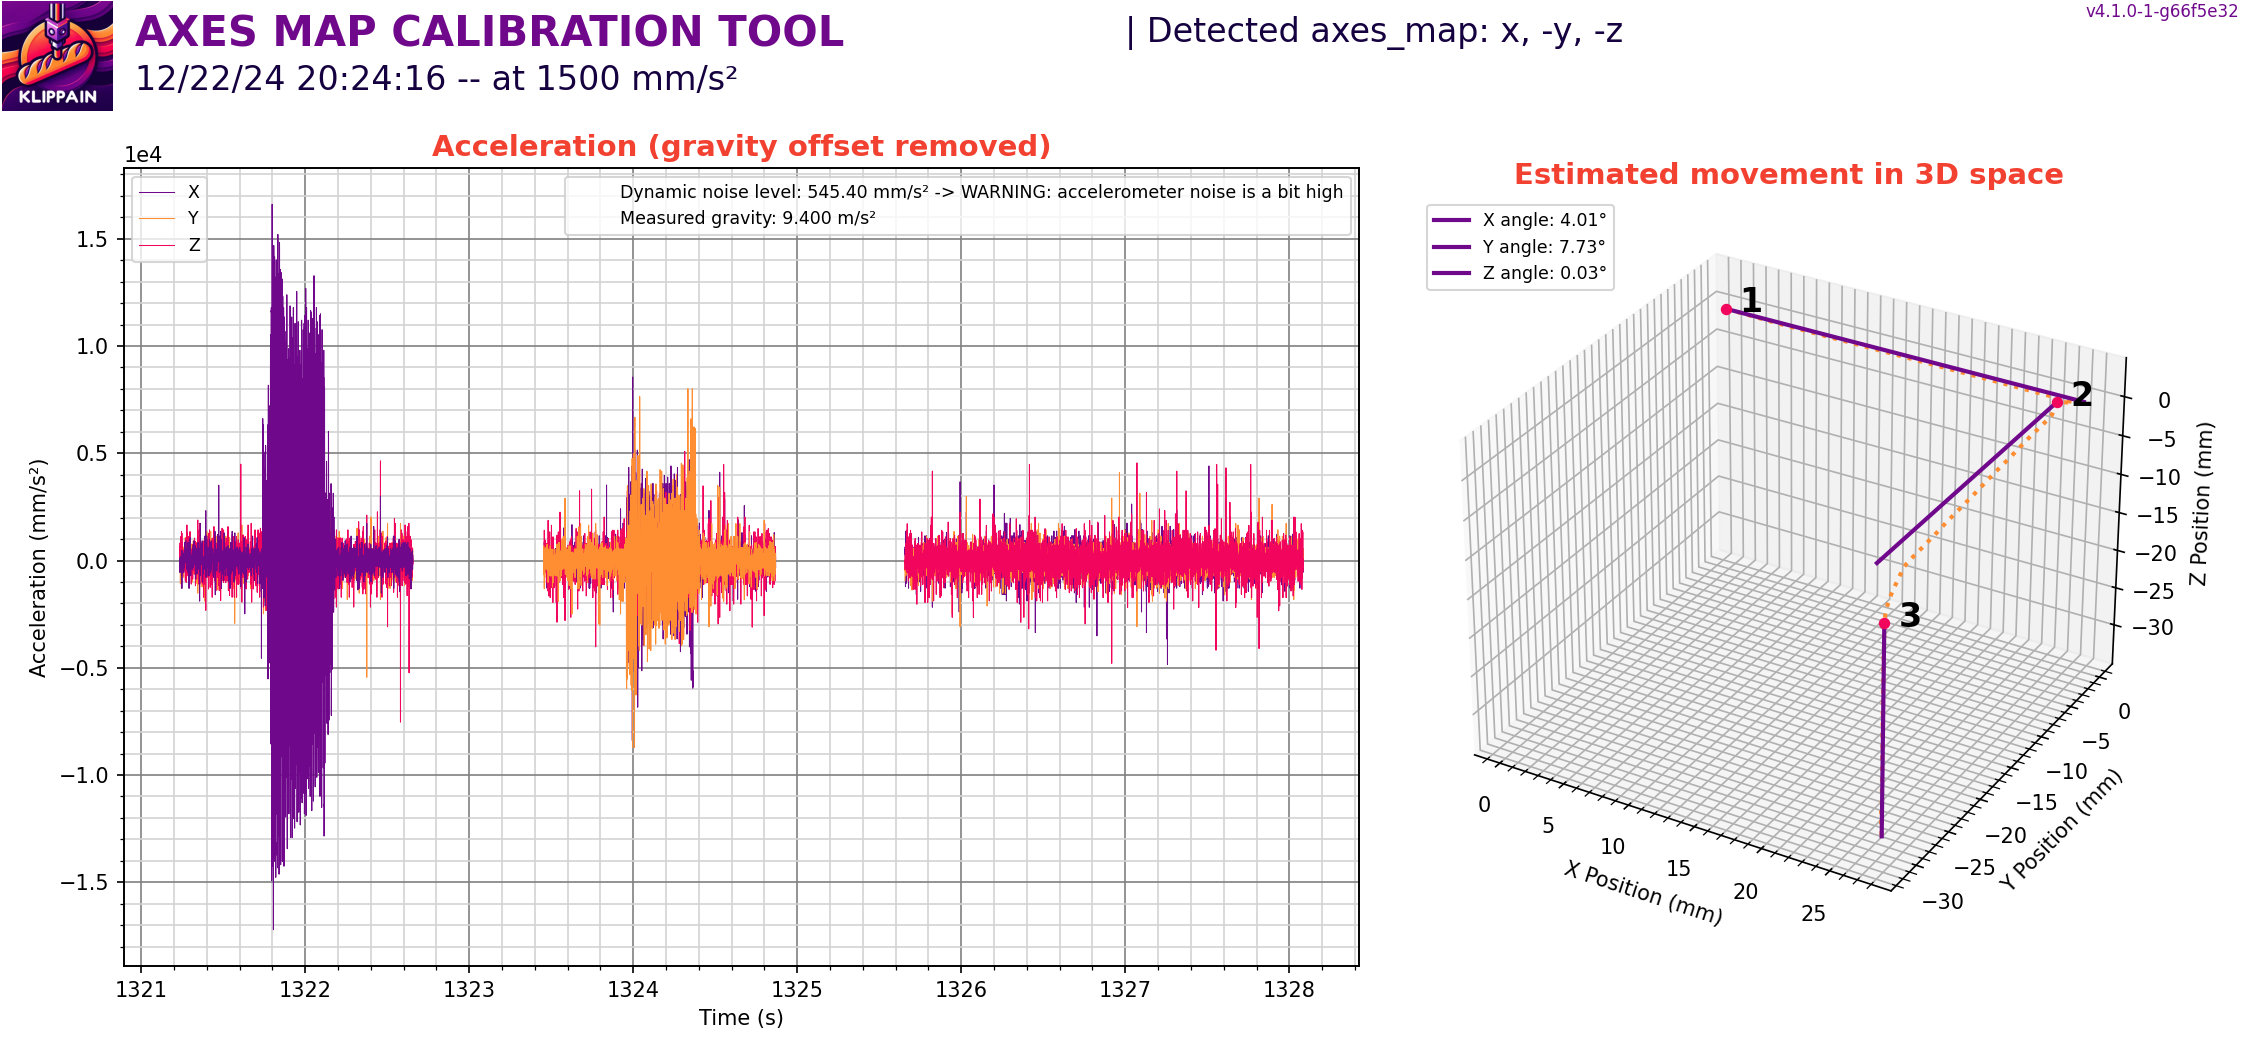 AXES MAP CALIBRATION TOOL
| Detected axes_map: x, -y, -z
v4.1.0-1-g66f5e32
12/22/24 20:24:16 -- at 1500 mm/s²
KLIPPAIN
Acceleration (gravity offset removed)
1e4
X
Y
Z
Dynamic noise level: 545.40 mm/s² -> WARNING: accelerometer noise is a bit high
Measured gravity: 9.400 m/s²
Acceleration (mm/s²)
1.5
1.0
0.5
0.0
−0.5
−1.0
−1.5
1321 1322 1323 1324 1325 1326 1327 1328
Time (s)
Estimated movement in 3D space
X angle: 4.01°
Y angle: 7.73°
Z angle: 0.03°
1
2
3
0
−5
−10
−15
−20
−25
−30
Z Position (mm)
0
−5
−10
−15
−20
−25
−30
Y Position (mm)
0
5
10
15
20
25
X Position (mm)